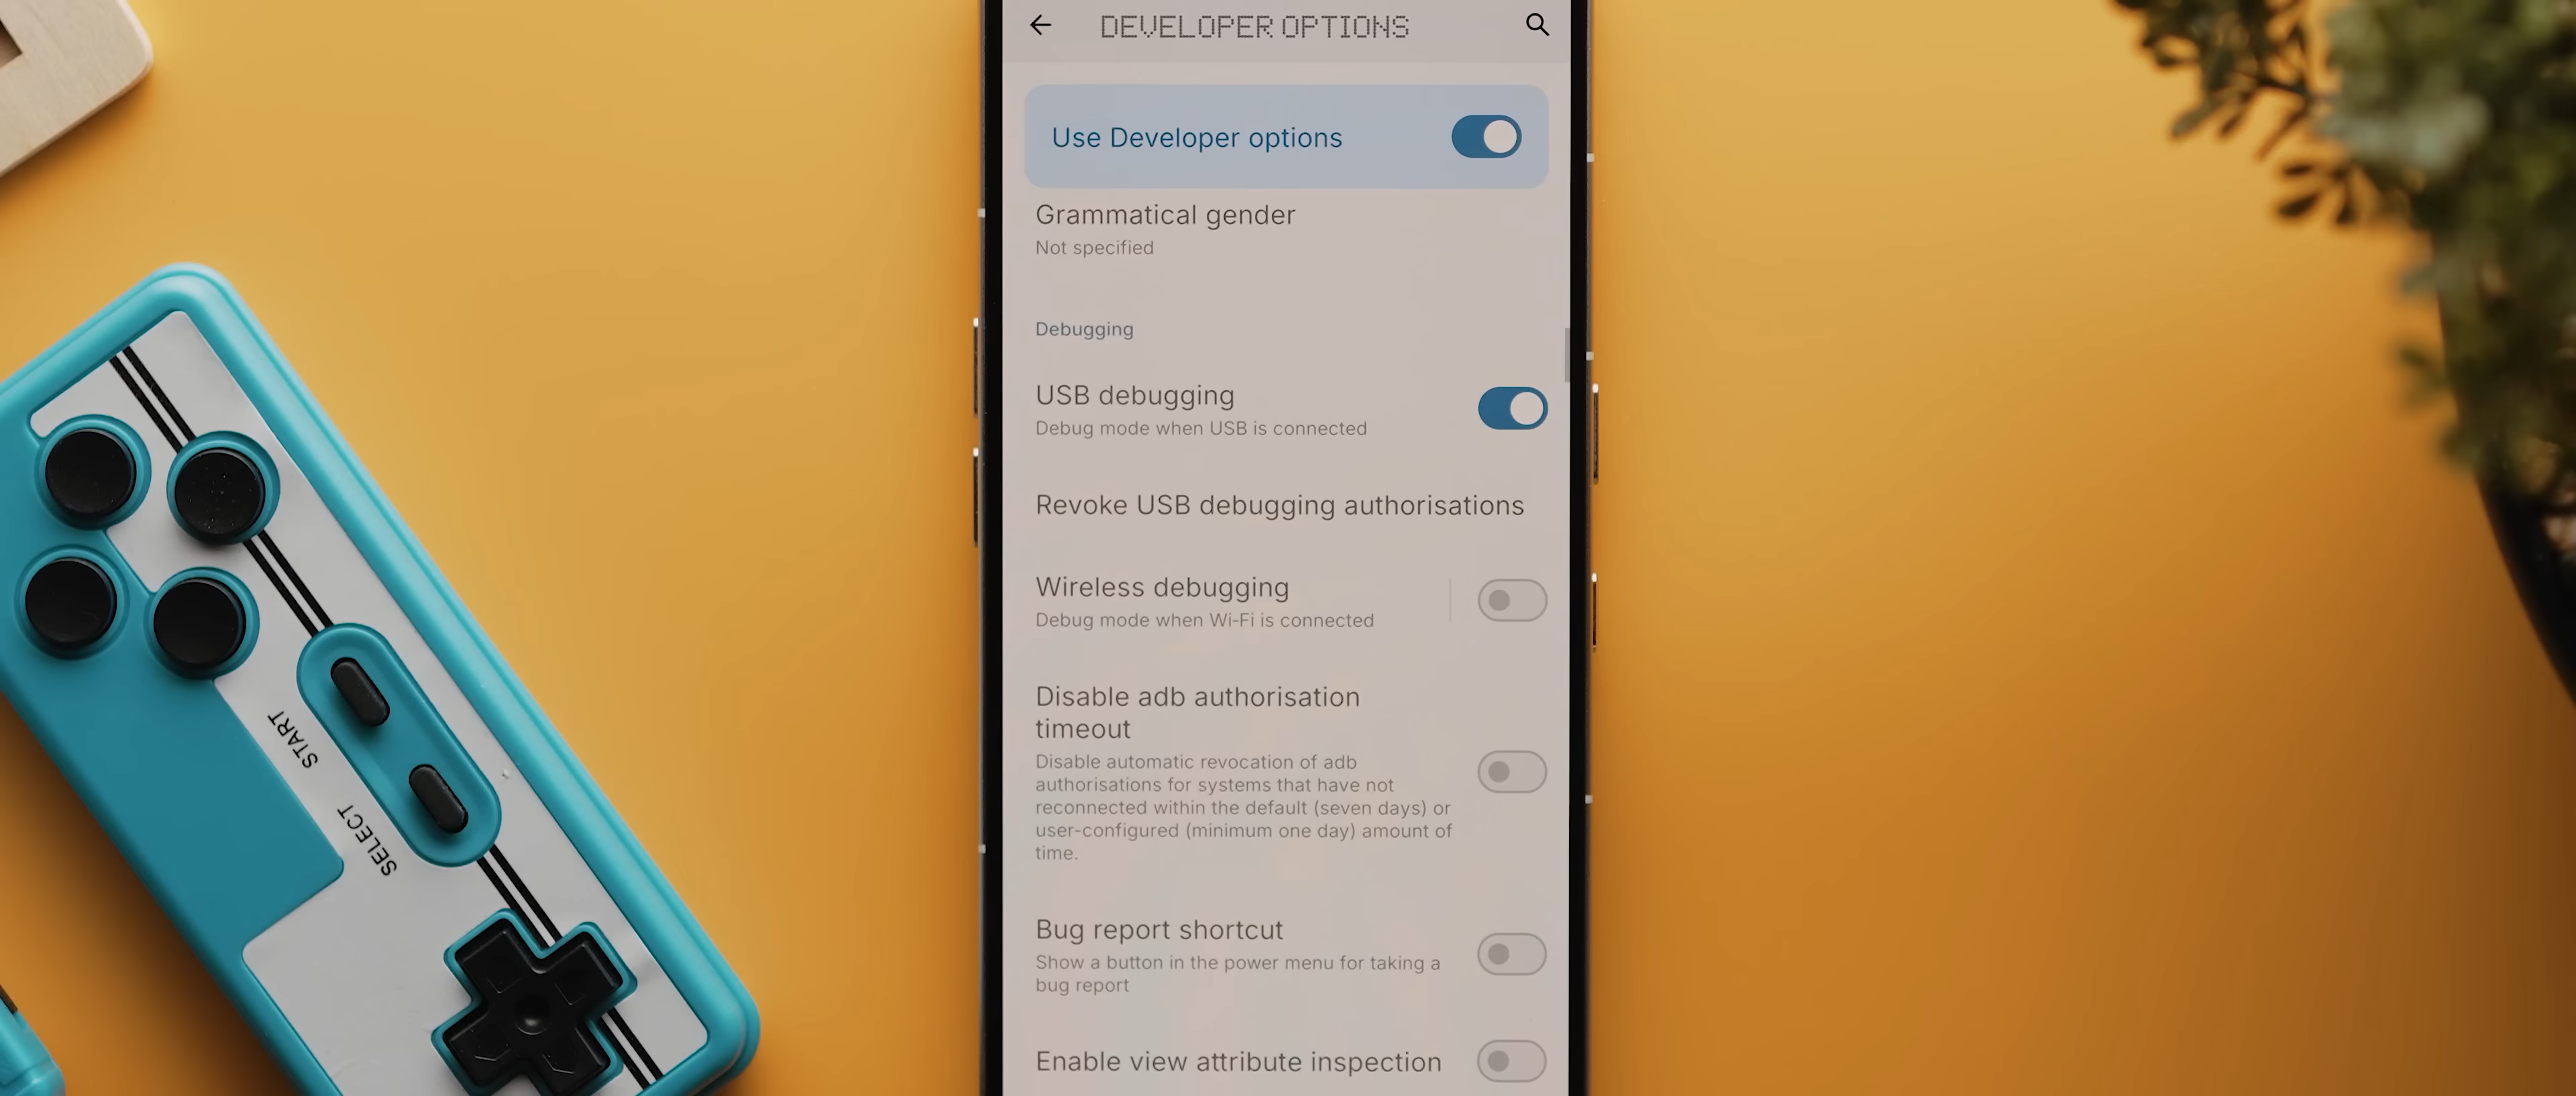 DEVELOPER OPTIONS
Use Developer options
Grammatical gender
Not specified
Debugging
USB debugging
Debug mode when USB is connected
Revoke USB debugging authorisations
Wireless debugging
Debug mode when Wi-Fi is connected
Disable adb authorisation
timeout
Disable automatic revocation of adb
authorisations for systems that have not
reconnected within the default (seven days) or
user-configured (minimum one day) amount of
time.
Bug report shortcut
Show a button in the power menu for taking a
bug report
Enable view attribute inspection
START
SELECT